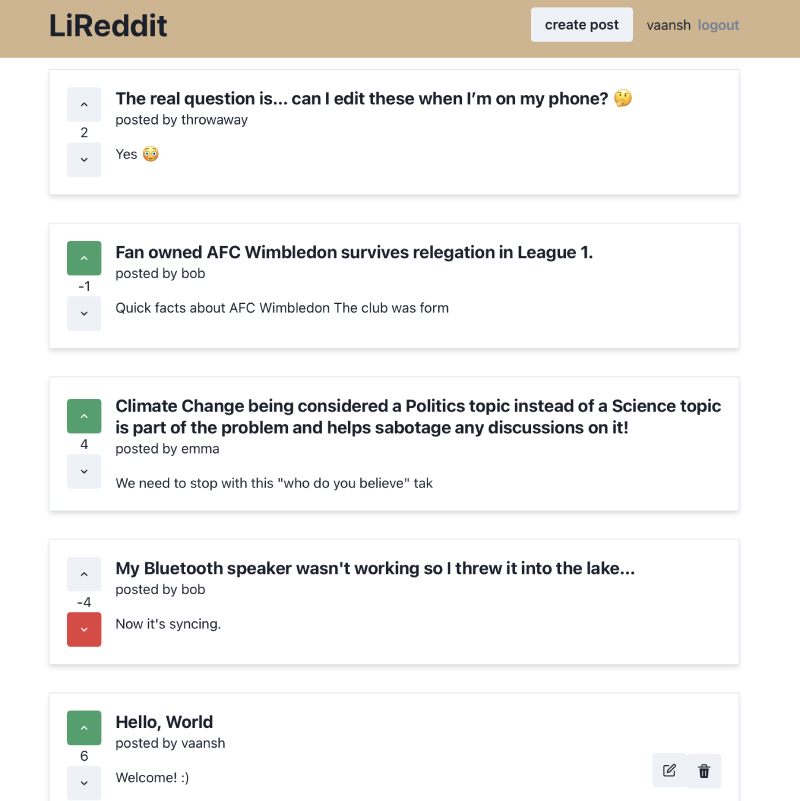 LiReddit
create post vaansh logout
The real question is... can I edit these when I’m on my phone? 🤔
posted by throwaway
2
Yes 😳
Fan owned AFC Wimbledon survives relegation in League 1.
posted by bob
-1
Quick facts about AFC Wimbledon The club was form
Climate Change being considered a Politics topic instead of a Science topic
is part of the problem and helps sabotage any discussions on it!
posted by emma
4
We need to stop with this "who do you believe" tak
My Bluetooth speaker wasn't working so I threw it into the lake...
posted by bob
-4
Now it's syncing.
Hello, World
posted by vaansh
6
Welcome! :)